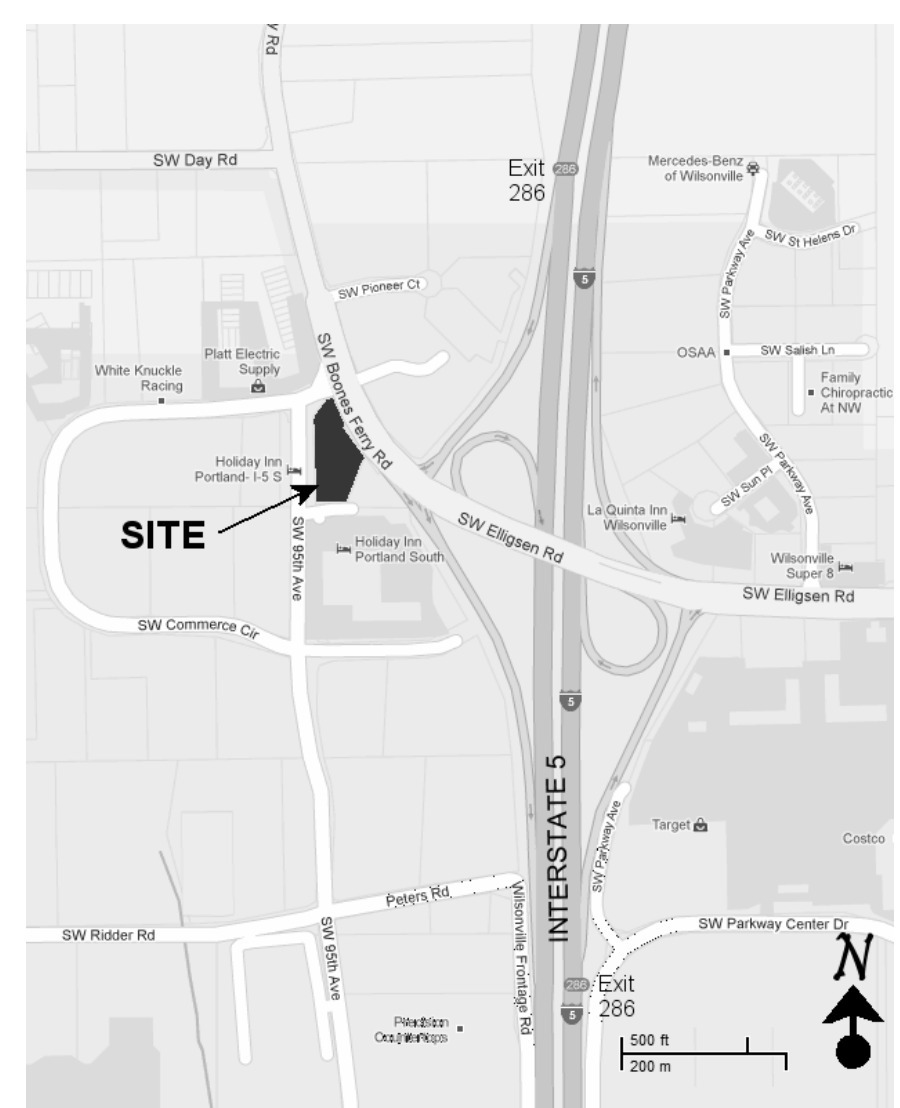 Rd
SW Day Rd
Exit
286
286
Mercedes-Benz
of Wilsonville
SW St Helens Dr
SW Parkway Ave
5
SW Pioneer Ct
SW Boones Ferry Rd
Platt Electric
Supply
White Knuckle
Racing
OSAA
SW Salish Ln
Family
Chiropractic
At NW
Holiday Inn
Portland- I-5 S
SW Parkway Ave
SW Sun Pl
SITE
SW 95th Ave
SW Elligsen Rd
La Quinta Inn
Wilsonville
Holiday Inn
Portland South
Wilsonville
Super 8
SW Elligsen Rd
SW Commerce Cir
5
INTERSTATE 5
SW Parkway Ave
Target
Costco
Peters Rd
Wilsonville Frontage Rd
SW Ridder Rd
SW 95th Ave
SW Parkway Center Dr
N
286
Exit
286
5
500 ft
200 m